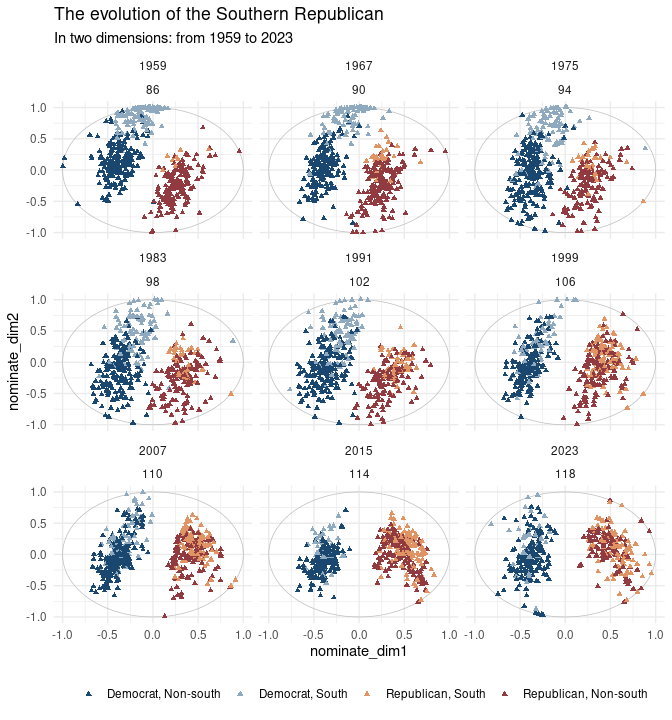 The evolution of the Southern Republican
In two dimensions: from 1959 to 2023
1959 1967 1975
86 90 94
1.0
0.5
0.0
-0.5
-1.0
1983 1991 1999
98 102 106
1.0
0.5
0.0
-0.5
-1.0
2007 2015 2023
110 114 118
1.0
0.5
0.0
-0.5
-1.0
-1.0 -0.5 0.0 0.5 1.0 -1.0 -0.5 0.0 0.5 1.0 -1.0 -0.5 0.0 0.5 1.0
nominate_dim2
nominate_dim1
Democrat, Non-south Democrat, South Republican, South Republican, Non-south